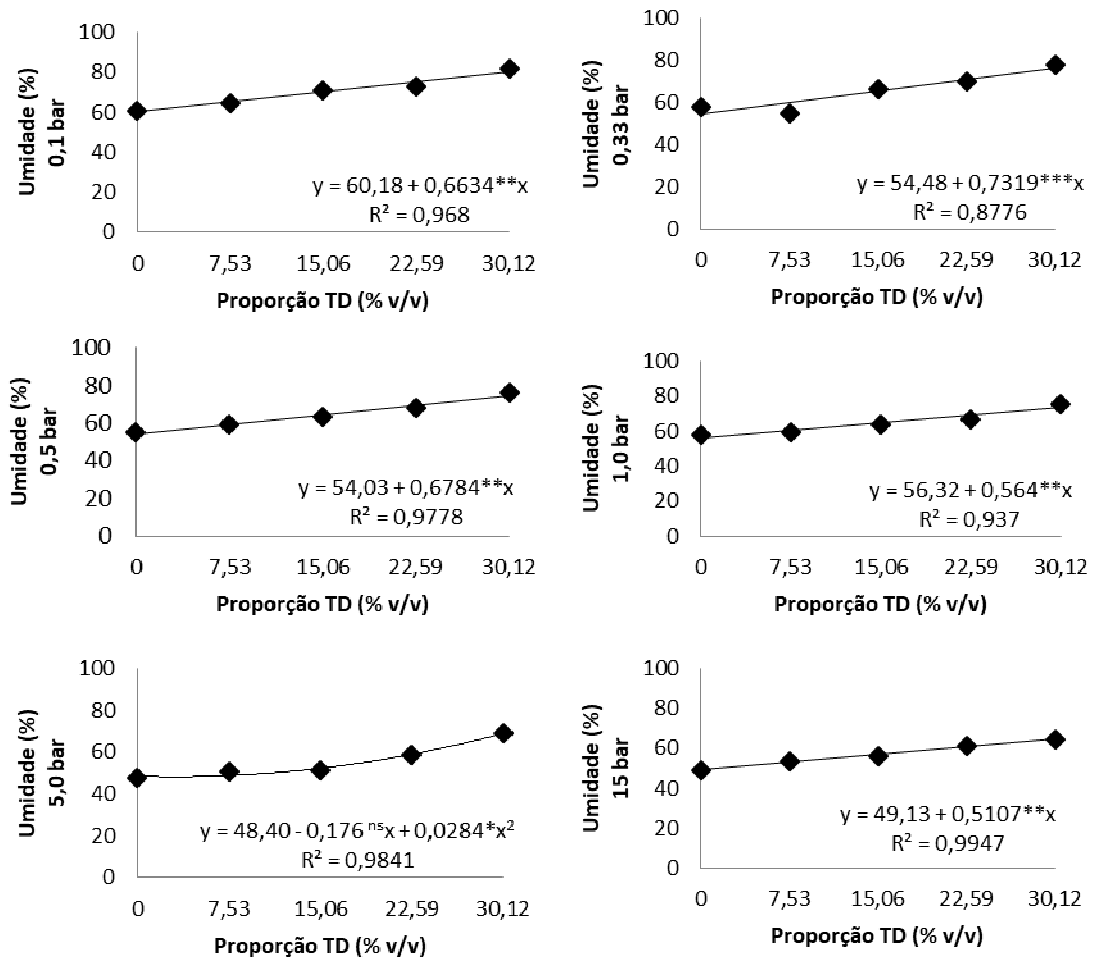 100
80
60
40
20
0
Umidade (%)
0,1 bar
y = 60,18 + 0,6634**x
R² = 0,968
0 7,53 15,06 22,59 30,12
Proporção TD (% v/v)
100
80
60
40
20
0
Umidade (%)
0,33 bar
y = 54,48 + 0,7319***x
R² = 0,8776
0 7,53 15,06 22,59 30,12
Proporção TD (% v/v)
100
80
60
40
20
0
Umidade (%)
0,5 bar
y = 54,03 + 0,6784**x
R² = 0,9778
0 7,53 15,06 22,59 30,12
Proporção TD (% v/v)
100
80
60
40
20
0
Umidade (%)
1,0 bar
y = 56,32 + 0,564**x
R² = 0,937
0 7,53 15,06 22,59 30,12
Proporção TD (% v/v)
100
80
60
40
20
0
Umidade (%)
5,0 bar
y = 48,40 - 0,176 ⁿˢx + 0,0284*x²
R² = 0,9841
0 7,53 15,06 22,59 30,12
Proporção TD (% v/v)
100
80
60
40
20
0
Umidade (%)
15 bar
y = 49,13 + 0,5107**x
R² = 0,9947
0 7,53 15,06 22,59 30,12
Proporção TD (% v/v)